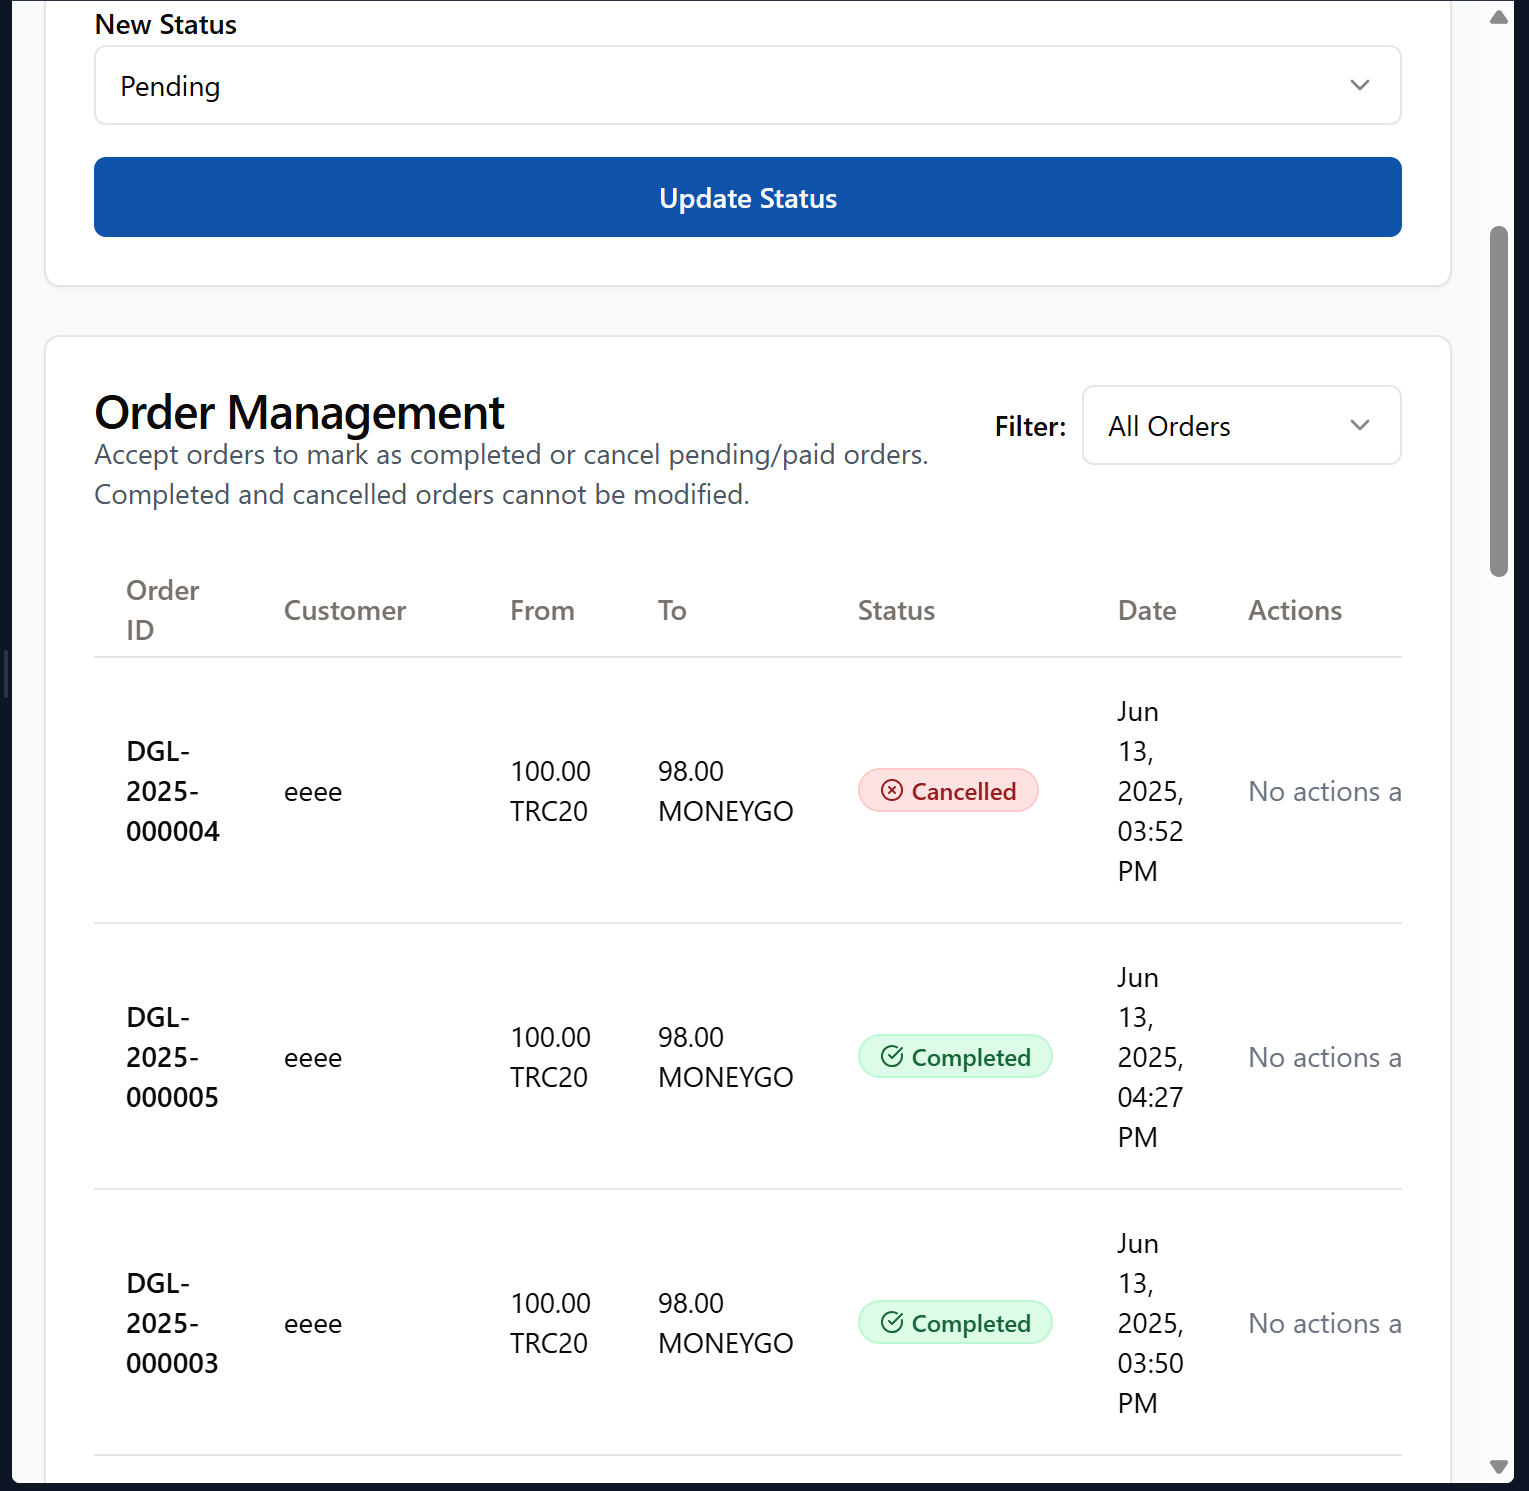 New Status
Pending
Update Status
Order Management
Filter:
All Orders
Accept orders to mark as completed or cancel pending/paid orders.
Completed and cancelled orders cannot be modified.
Order
ID
Customer
From
To
Status
Date
Actions
DGL-
2025-
000004
eeee
100.00
TRC20
98.00
MONEYGO
Cancelled
Jun
13,
2025,
03:52
PM
No actions a
DGL-
2025-
000005
eeee
100.00
TRC20
98.00
MONEYGO
Completed
Jun
13,
2025,
04:27
PM
No actions a
DGL-
2025-
000003
eeee
100.00
TRC20
98.00
MONEYGO
Completed
Jun
13,
2025,
03:50
PM
No actions a